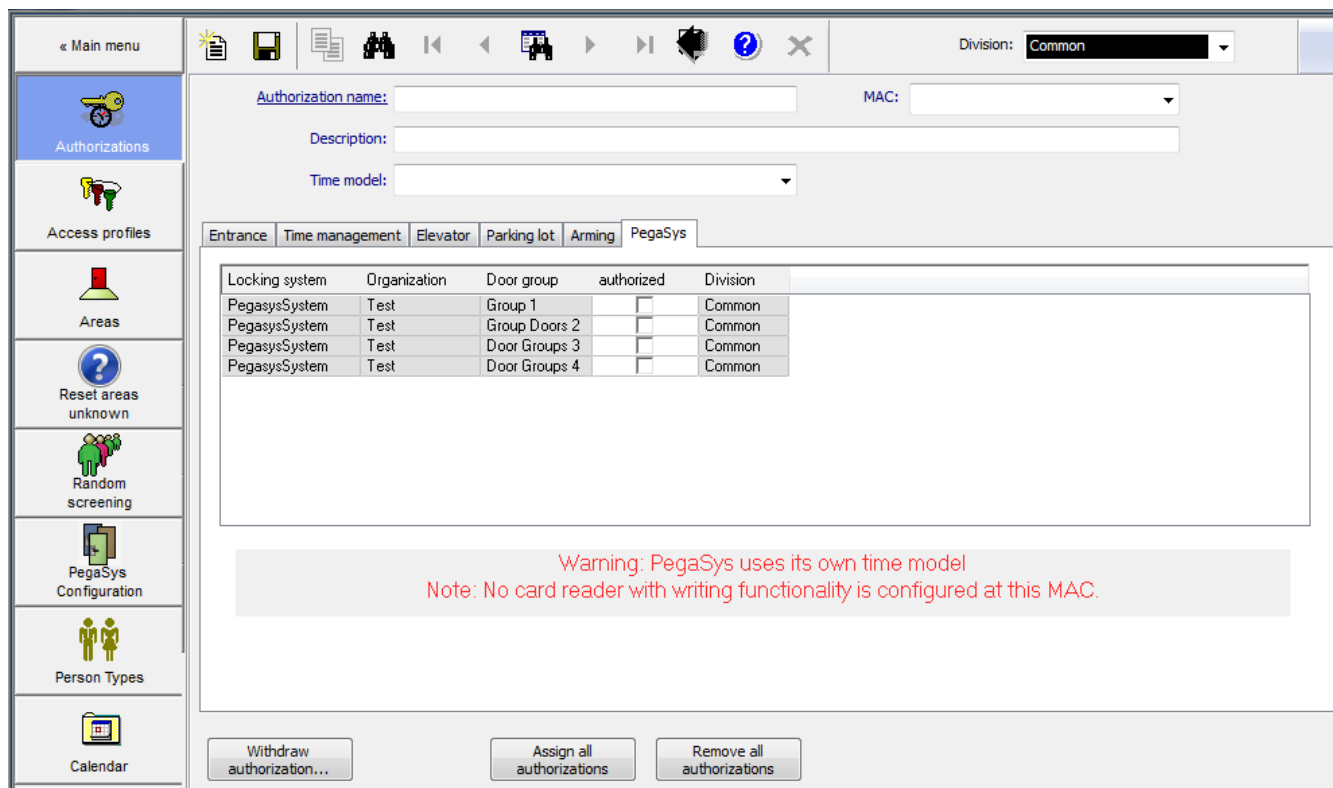 « Main menu
Division: Common
Authorizations
Authorization name:
MAC:
Description:
Time model:
Access profiles
Entrance Time management Elevator Parking lot Arming PegaSys
Locking system Organization Door group authorized Division
PegasysSystem Test Group 1 Common
PegasysSystem Test Group Doors 2 Common
PegasysSystem Test Door Groups 3 Common
PegasysSystem Test Door Groups 4 Common
Areas
Reset areas
unknown
Random
screening
PegaSys
Configuration
Warning: PegaSys uses its own time model
Note: No card reader with writing functionality is configured at this MAC.
Person Types
Calendar
Withdraw
authorization...
Assign all
authorizations
Remove all
authorizations